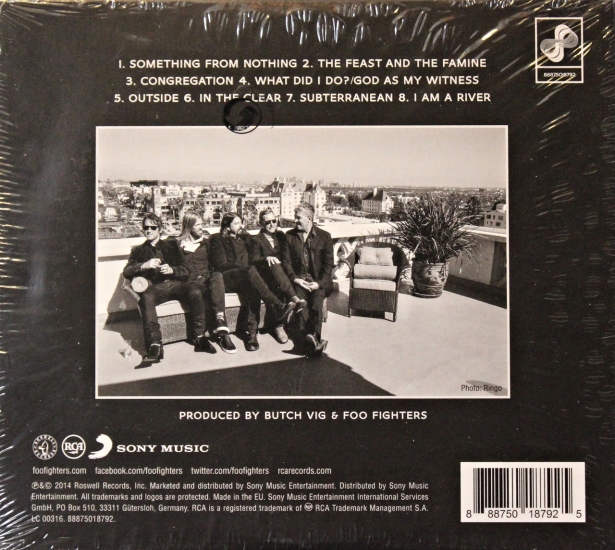 1. SOMETHING FROM NOTHING 2. THE FEAST AND THE FAMINE
3. CONGREGATION 4. WHAT DID I DO?/GOD AS MY WITNESS
5. OUTSIDE 6. IN THE CLEAR 7. SUBTERRANEAN 8. I AM A RIVER
88875018792
Photo: Ringo
PRODUCED BY BUTCH VIG & FOO FIGHTERS
RCA SONY MUSIC
foofighters.com facebook.com/foofighters twitter.com/foofighters rcarecords.com
℗&© 2014 Roswell Records, Inc. Marketed and distributed by Sony Music Entertainment. Distributed by Sony Music
Entertainment. All trademarks and logos are protected. Made in the EU. Sony Music Entertainment International Services
GmbH, PO Box 510, 33311 Gütersloh, Germany. RCA is a registered trademark of RCA Trademark Management S.A.
LC 00316. 88875018792.
8 88750 18792 5